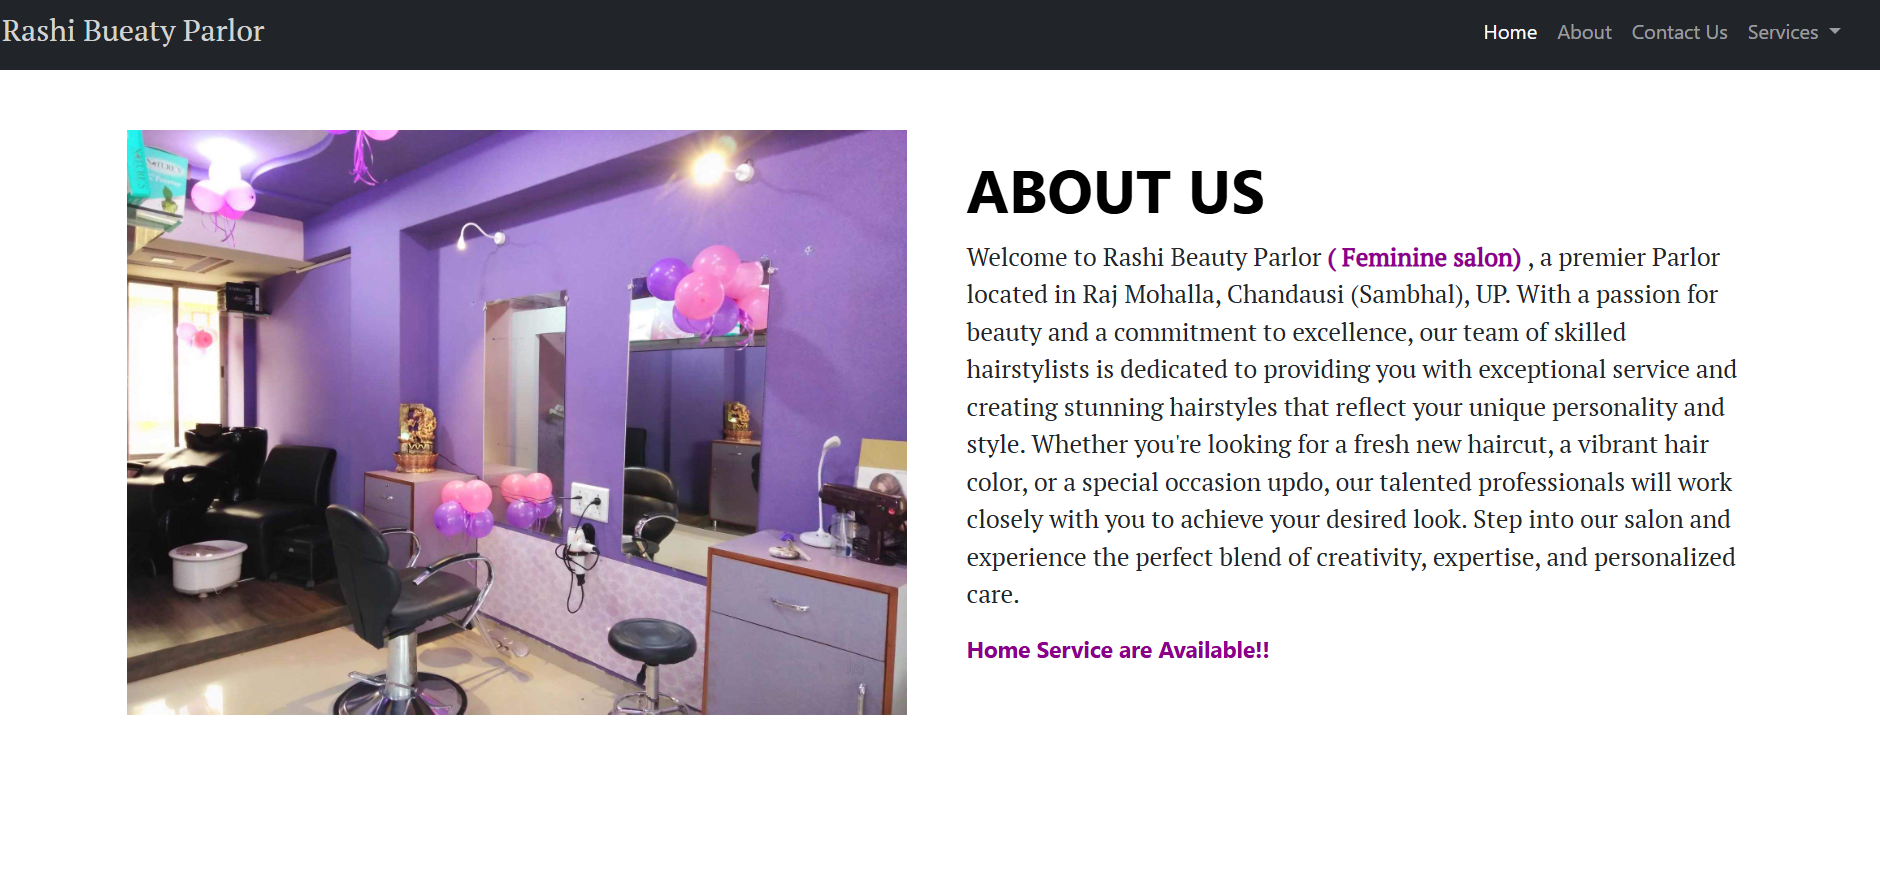 Rashi Bueaty Parlor
Home About Contact Us Services
ABOUT US
Welcome to Rashi Beauty Parlor ( Feminine salon) , a premier Parlor
located in Raj Mohalla, Chandausi (Sambhal), UP. With a passion for
beauty and a commitment to excellence, our team of skilled
hairstylists is dedicated to providing you with exceptional service and
creating stunning hairstyles that reflect your unique personality and
style. Whether you're looking for a fresh new haircut, a vibrant hair
color, or a special occasion updo, our talented professionals will work
closely with you to achieve your desired look. Step into our salon and
experience the perfect blend of creativity, expertise, and personalized
care.
Home Service are Available!!